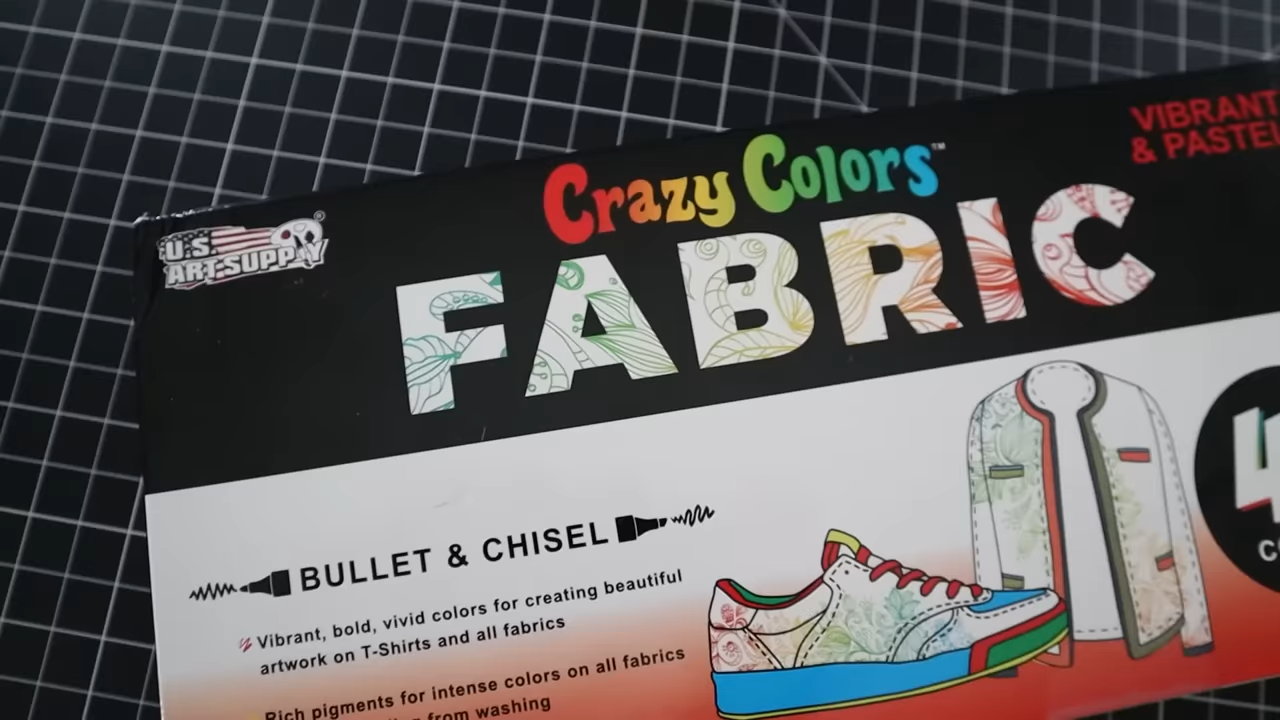 VIBRANT
& PASTEL
Crazy Colors™
U.S.
ART SUPPLY®
FABRIC
BULLET & CHISEL
Vibrant, bold, vivid colors for creating beautiful
artwork on T-Shirts and all fabrics
Rich pigments for intense colors on all fabrics
from washing